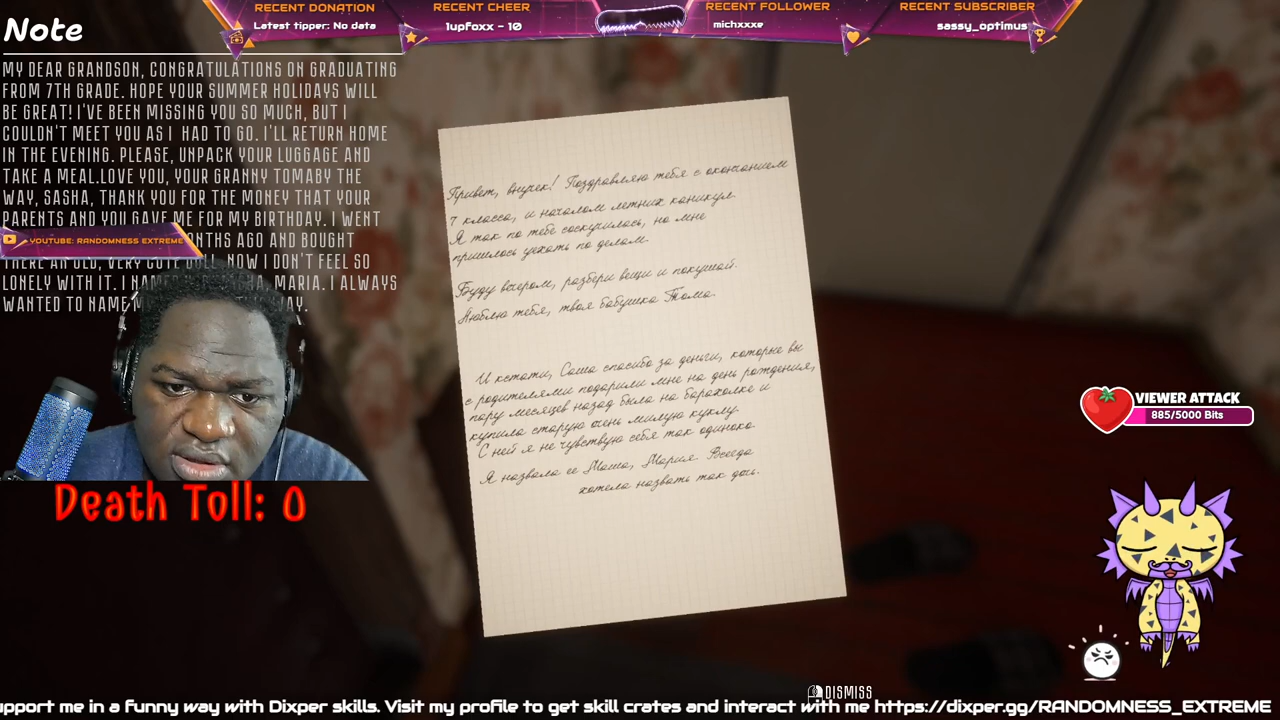 RECENT DONATION
Latest tipper: No data
RECENT CHEER
1upfoxx - 10
RECENT FOLLOWER
michxxxe
RECENT SUBSCRIBER
sassy_optimus
Note
MY DEAR GRANDSON, CONGRATULATIONS ON GRADUATING
FROM 7TH GRADE. HOPE YOUR SUMMER HOLIDAYS WILL
BE GREAT! I'VE BEEN MISSING YOU SO MUCH, BUT I
COULDN'T MEET YOU AS I HAD TO GO. I'LL RETURN HOME
IN THE EVENING. PLEASE, UNPACK YOUR LUGGAGE AND
TAKE A MEAL.LOVE YOU, YOUR GRANNY TOMABY THE
WAY, SASHA, THANK YOU FOR THE MONEY THAT YOUR
PARENTS AND YOU GAVE ME FOR MY BIRTHDAY. I WENT
AGO AND BOUGHT
YOUTUBE: RANDOMNESS EXTREME
THERE AN OLD, VERY CUTE DOLL. NOW I DON'T FEEL SO
LONELY WITH IT. I MARIA. I ALWAYS
WANTED TO NAME
Привет, внучек! Поздравляю тебя с окончанием
7 класса, и началом летних каникул.
Я так по тебе соскучилась, но мне
пришлось уехать по делам.
Буду вечером, разбери вещи и покушай.
Люблю тебя, твоя бабушка Тома.
И кстати, Саша спасибо за деньги, которые вы
с родителями подарили мне на день рождения,
пару месяцев назад была на барахолке и
купила старую очень милую куклу.
С ней я не чувствую себя так одиноко
Я назвала ее Маша, Мария Всегда
хотела назвать так дочь.
Death Toll: 0
VIEWER ATTACK
885/5000 Bits
DISMISS
upport me in a funny way with Dixper skills. Visit my profile to get skill crates and interact with me https://dixper.gg/RANDOMNESS_EXTREME